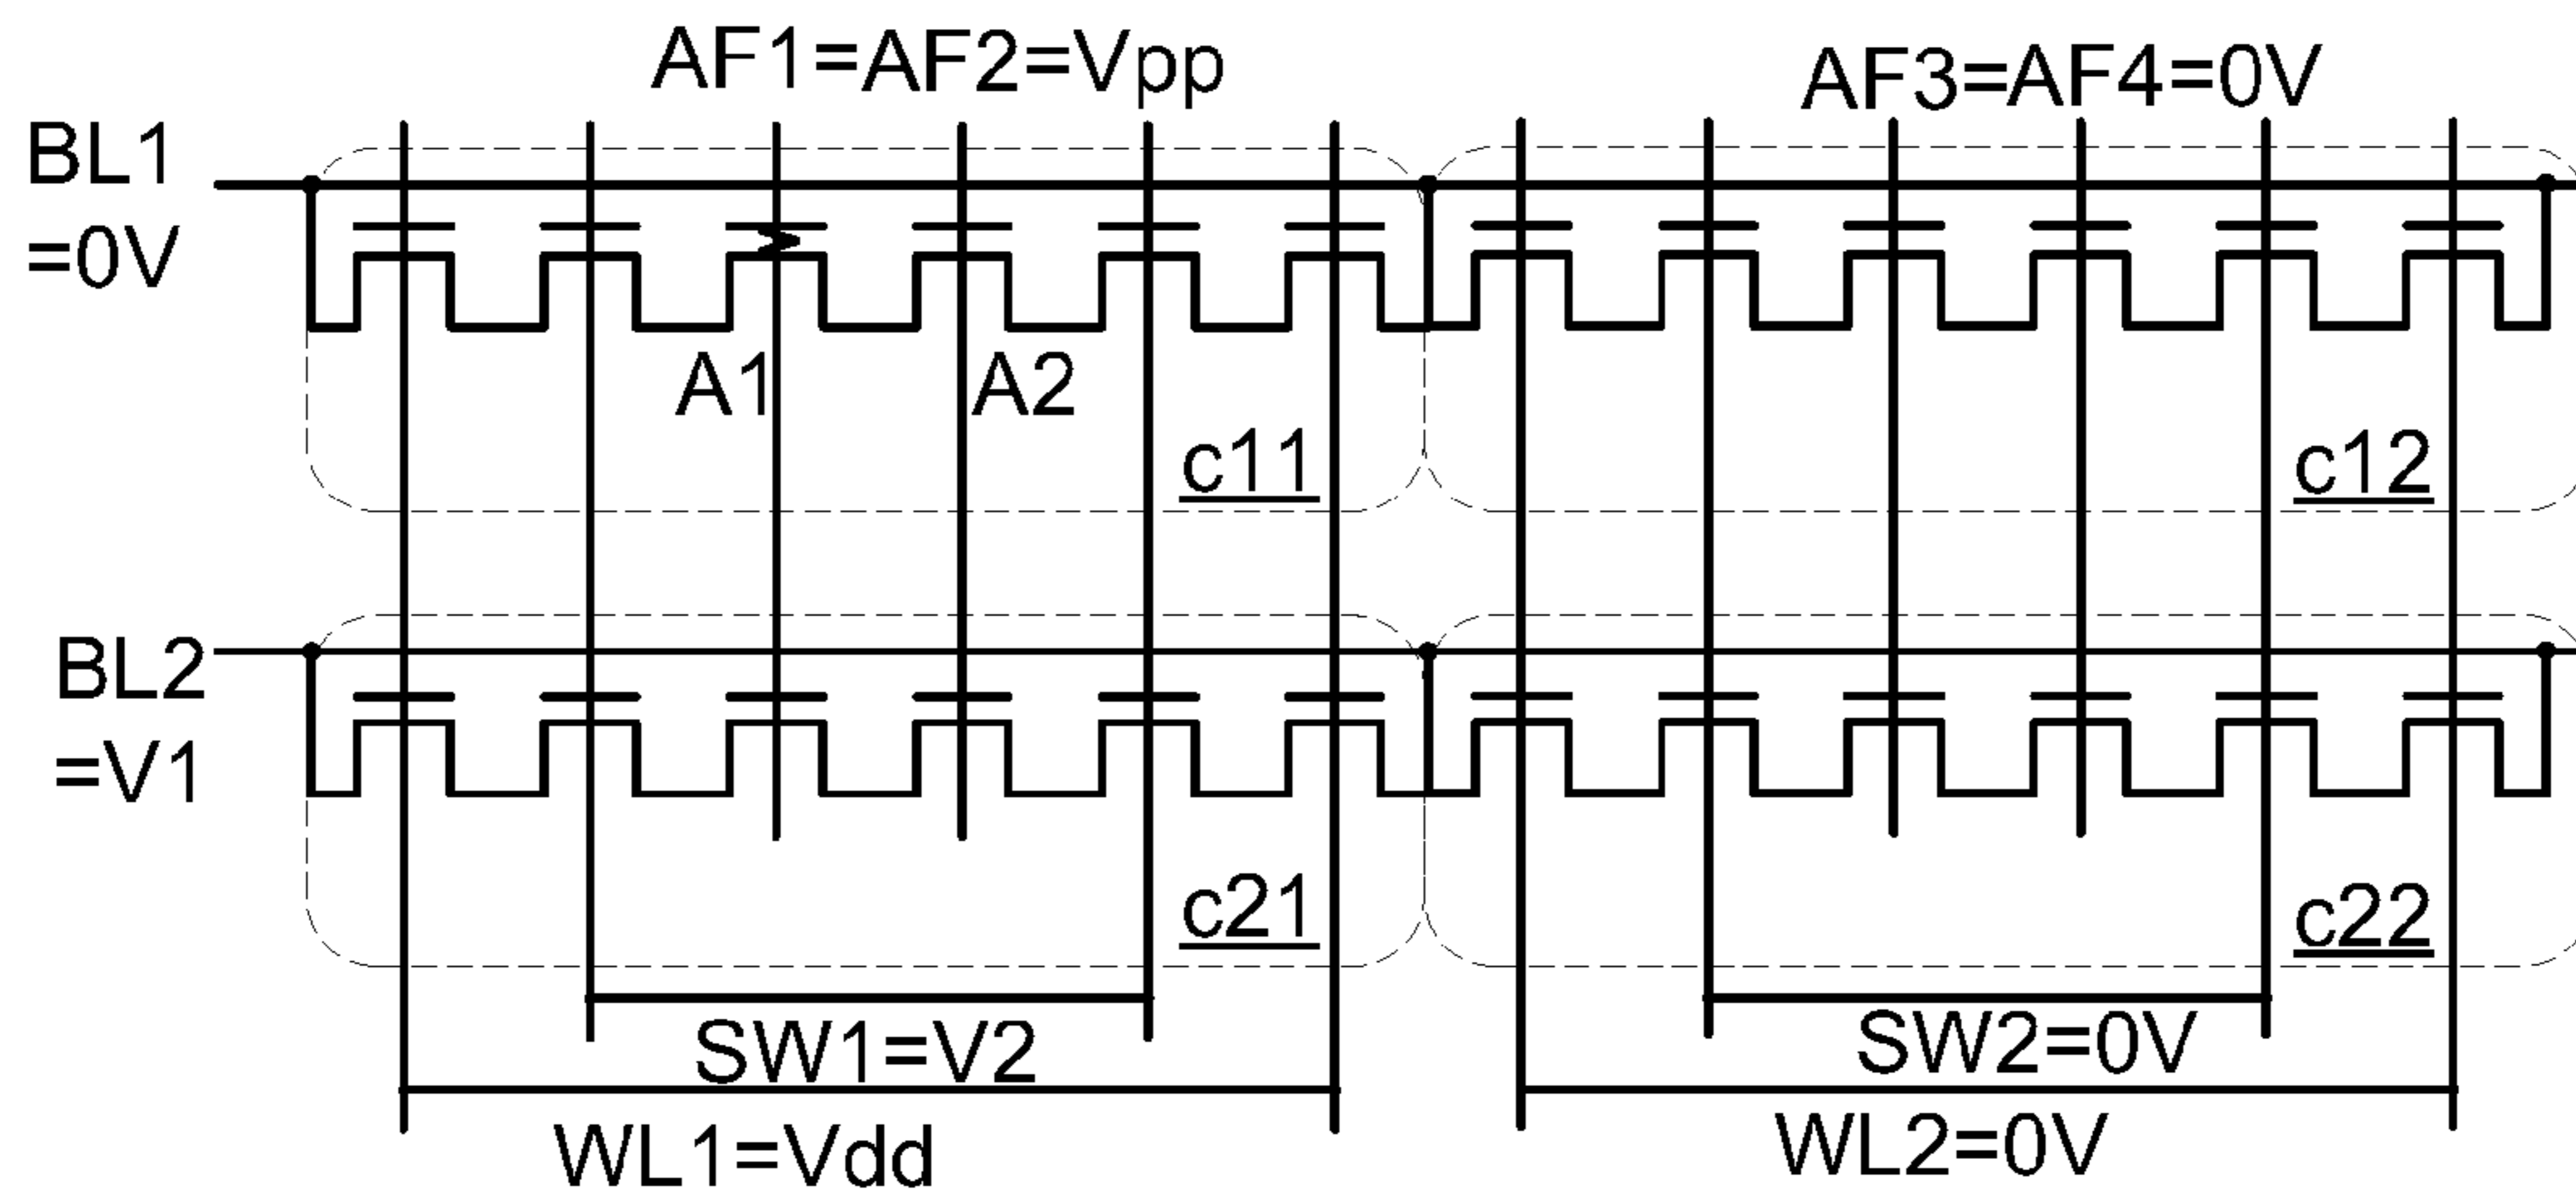 AF1=AF2=Vpp
AF3=AF4=0V
BL1
=0V
A1
A2
c11
c12
BL2
=V1
c21
c22
SW1=V2
SW2=0V
WL1=Vdd
WL2=0V